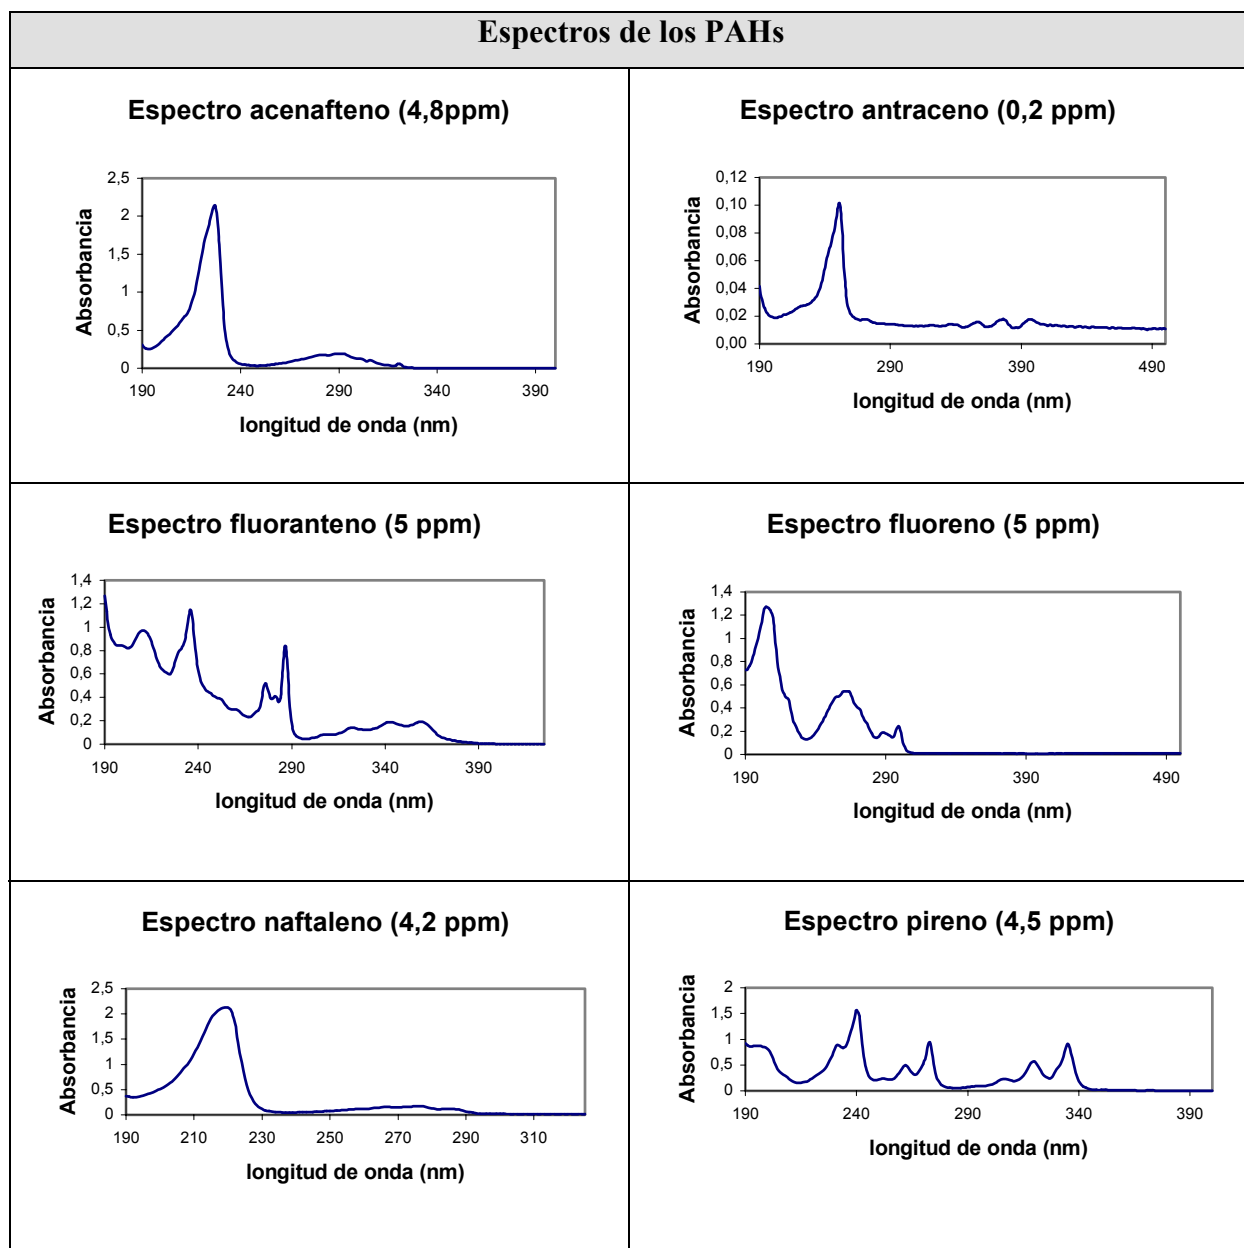 Espectros de los PAHs
Espectro acenafteno (4,8ppm)
Absorbancia
2,5
2
1,5
1
0,5
0
190 240 290 340 390
longitud de onda (nm)
Espectro antraceno (0,2 ppm)
Absorbancia
0,12
0,10
0,08
0,06
0,04
0,02
0,00
190 290 390 490
longitud de onda (nm)
Espectro fluoranteno (5 ppm)
Absorbancia
1,4
1,2
1
0,8
0,6
0,4
0,2
0
190 240 290 340 390
longitud de onda (nm)
Espectro fluoreno (5 ppm)
Absorbancia
1,4
1,2
1
0,8
0,6
0,4
0,2
0
190 290 390 490
longitud de onda (nm)
Espectro naftaleno (4,2 ppm)
Absorbancia
2,5
2
1,5
1
0,5
0
190 210 230 250 270 290 310
longitud de onda (nm)
Espectro pireno (4,5 ppm)
Absorbancia
2
1,5
1
0,5
0
190 240 290 340 390
longitud de onda (nm)